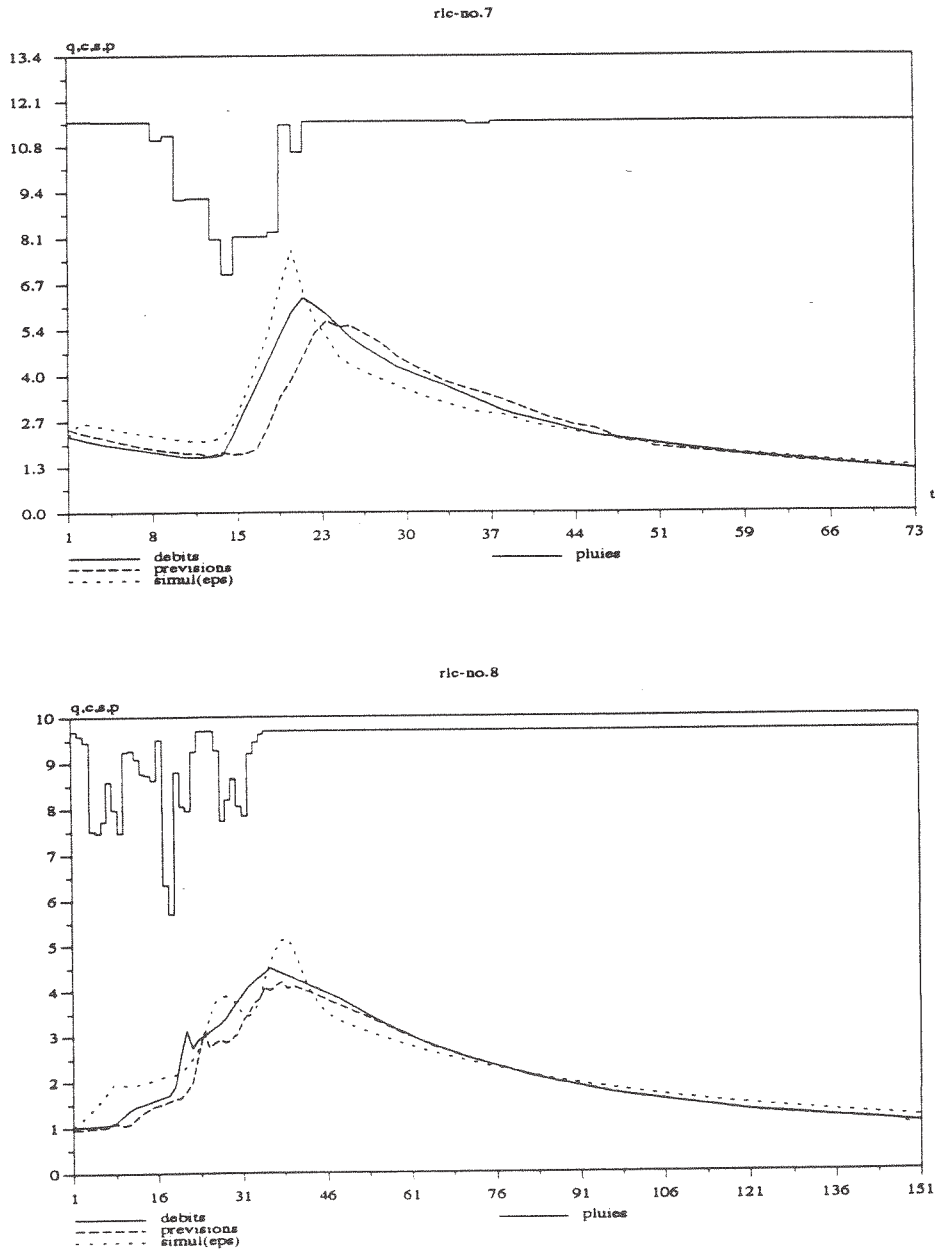 rlc-no.7
q,c,s,p
13.4
12.1
10.8
9.4
8.1
6.7
5.4
4.0
2.7
1.3
0.0
t
1 8 15 23 30 37 44 51 59 66 73
debits pluies
previsions
simul(eps)
rlc-no.8
q,c,s,p
10
9
8
7
6
5
4
3
2
1
0
1 16 31 46 61 76 91 106 121 136 151
debits pluies
previsions
simul(eps)